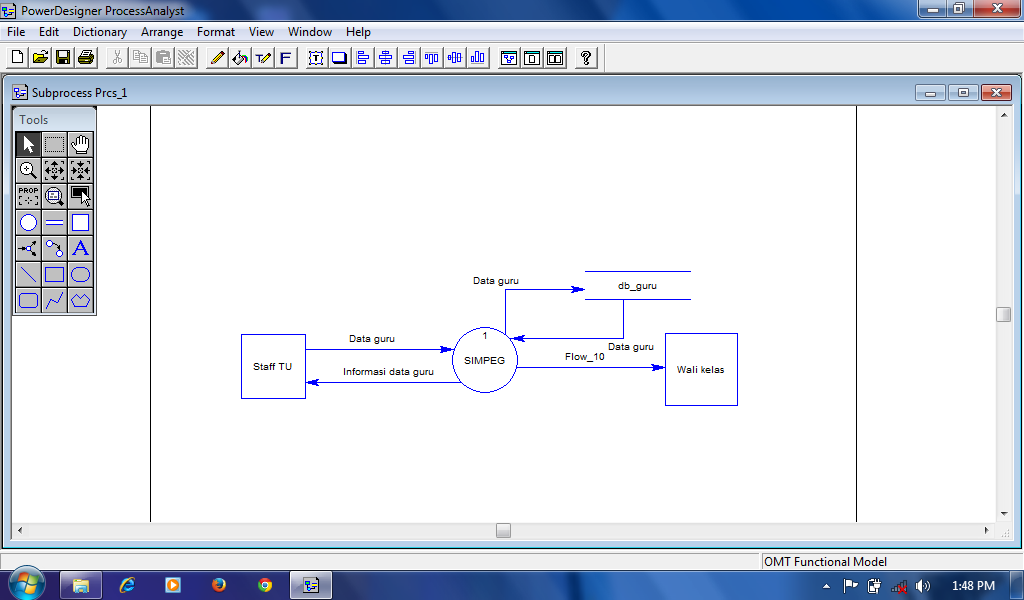 PowerDesigner ProcessAnalyst
File Edit Dictionary Arrange Format View Window Help
Subprocess Prcs_1
Tools
PROP
A
Data guru
db_guru
1
SIMPEG
Data guru
Data guru
Flow_10
Staff TU
Informasi data guru
Wali kelas
OMT Functional Model
1:48 PM